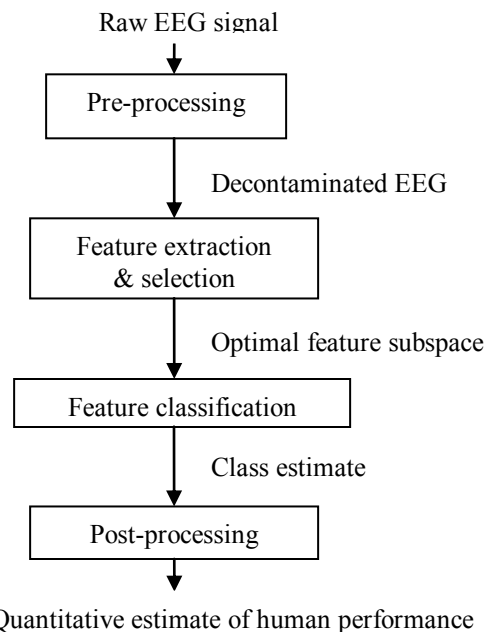 Raw EEG signal
Pre-processing
Decontaminated EEG
Feature extraction
& selection
Optimal feature subspace
Feature classification
Class estimate
Post-processing
Quantitative estimate of human performance